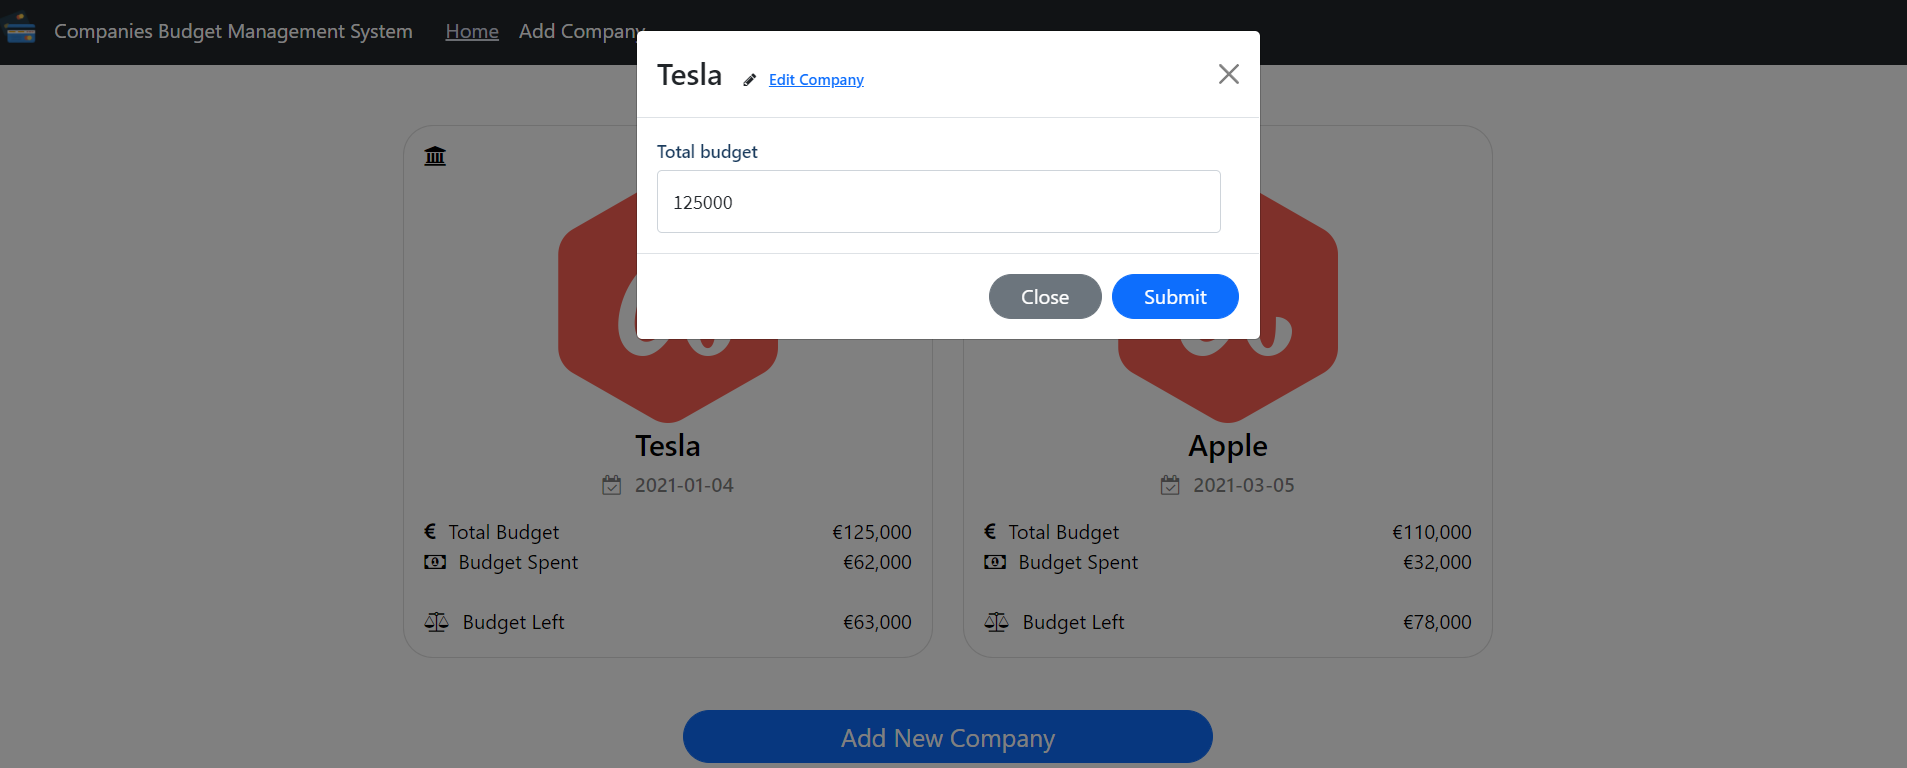 Companies Budget Management System Home Add Company
Tesla Edit Company
Total budget
125000
Close Submit
Tesla
2021-01-04
€ Total Budget €125,000
Budget Spent €62,000
Budget Left €63,000
Apple
2021-03-05
€ Total Budget €110,000
Budget Spent €32,000
Budget Left €78,000
Add New Company